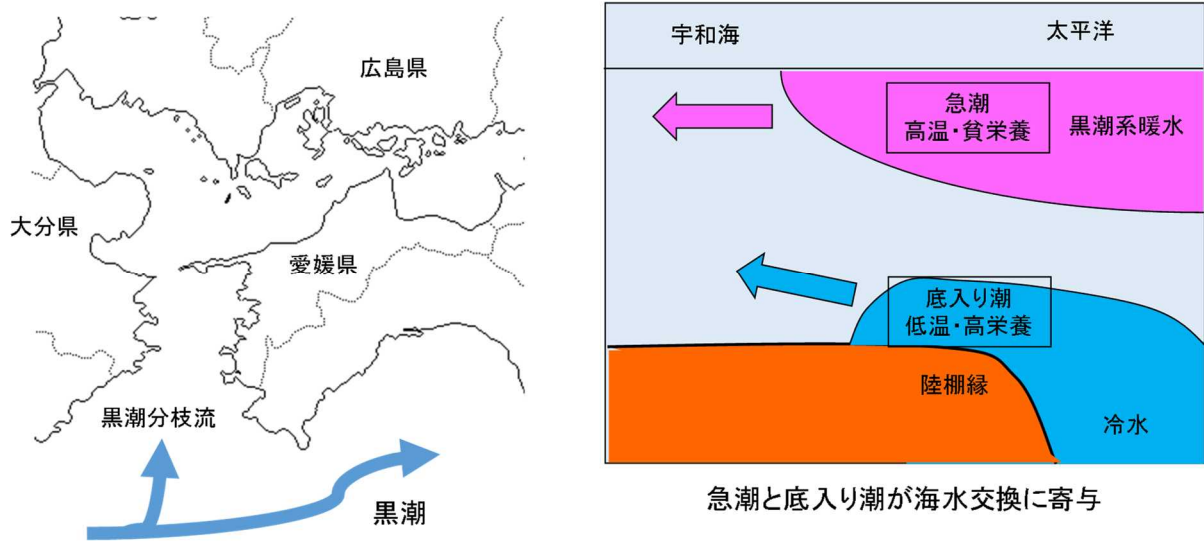 広島県
大分県
愛媛県
黒潮分枝流
黒潮
宇和海
太平洋
急潮
高温・貧栄養
黒潮系暖水
底入り潮
低温・高栄養
陸棚縁
冷水
急潮と底入り潮が海水交換に寄与